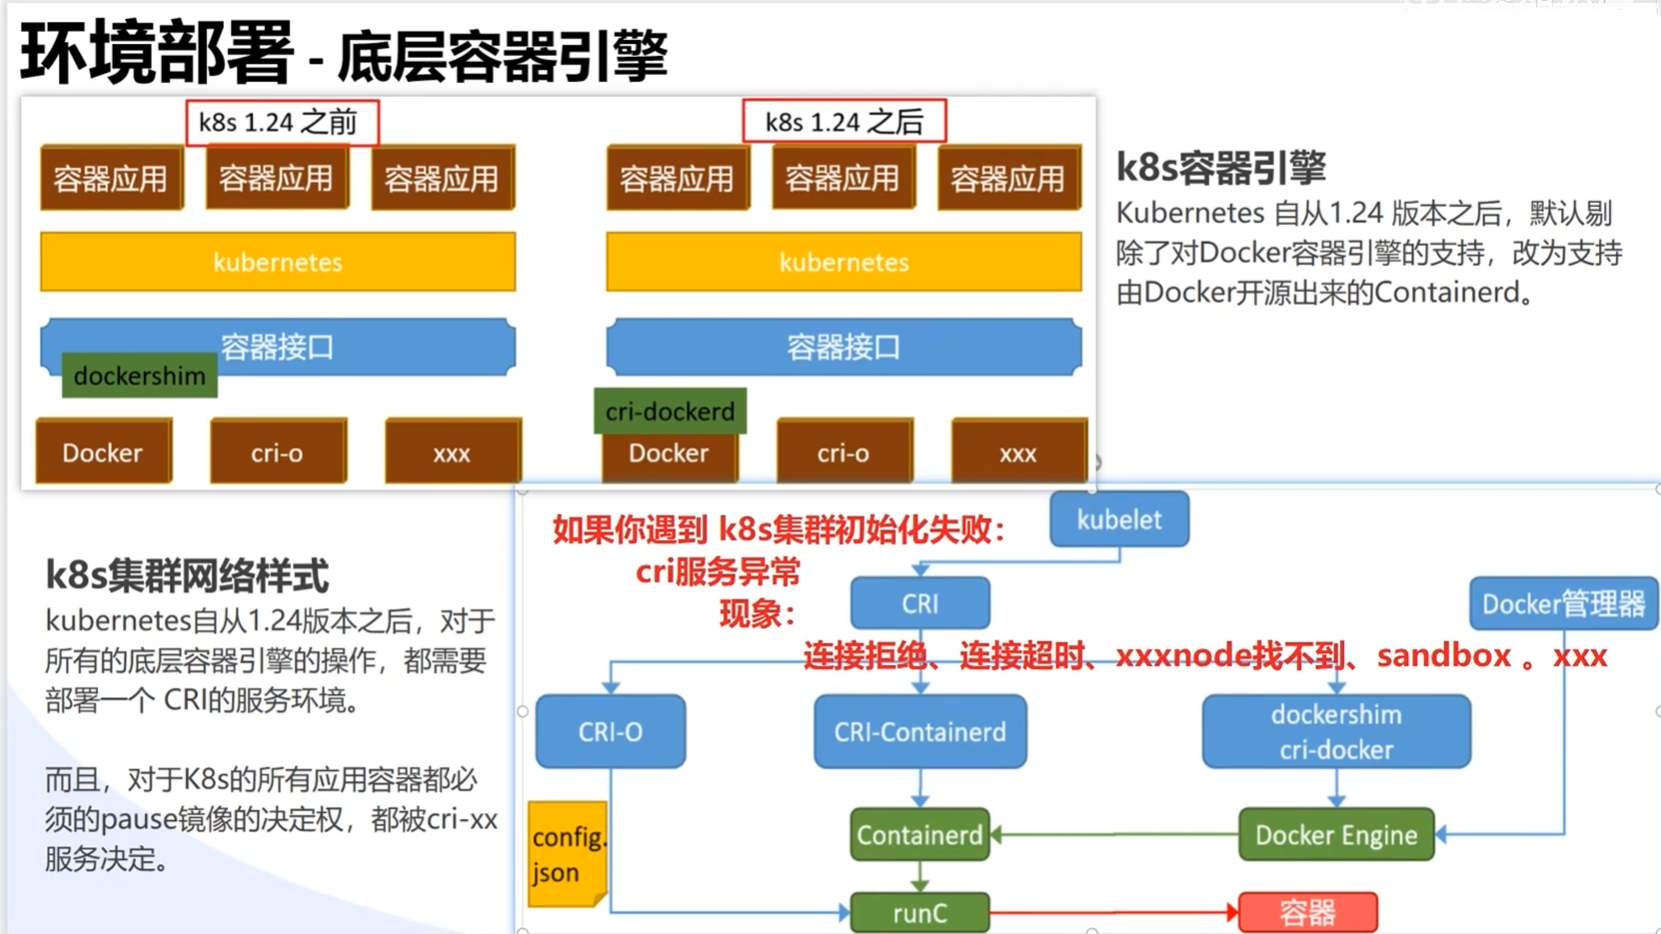 环境部署 - 底层容器引擎
k8s 1.24 之前
容器应用
容器应用
容器应用
kubernetes
容器接口
dockershim
Docker
cri-o
xxx
k8s 1.24 之后
容器应用
容器应用
容器应用
kubernetes
容器接口
cri-dockerd
Docker
cri-o
xxx
k8s容器引擎
Kubernetes 自从1.24 版本之后，默认剔
除了对Docker容器引擎的支持，改为支持
由Docker开源出来的Containerd。
k8s集群网络样式
kubernetes自从1.24版本之后，对于
所有的底层容器引擎的操作，都需要
部署一个 CRI的服务环境。
而且，对于K8s的所有应用容器都必
须的pause镜像的决定权，都被cri-xx
服务决定。
如果你遇到 k8s集群初始化失败：
cri服务异常
现象：
连接拒绝、连接超时、xxxnode找不到、sandbox 。xxx
kubelet
CRI
Docker管理器
CRI-O
CRI-Containerd
dockershim
cri-docker
config.
json
Containerd
Docker Engine
runC
容器